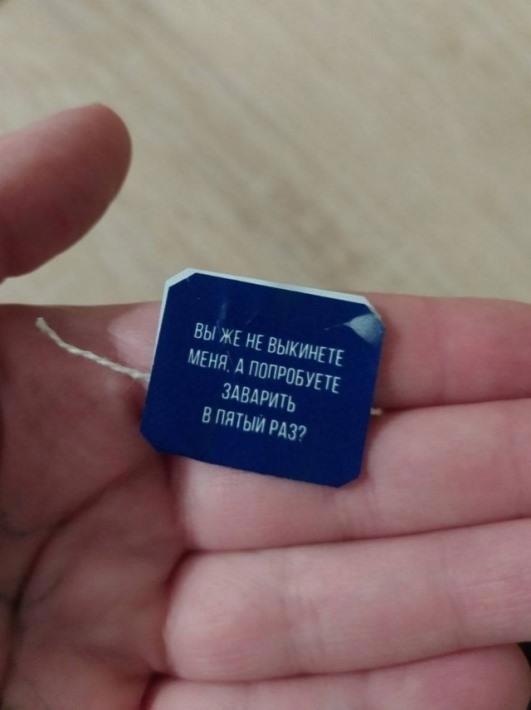 ВЫ ЖЕ НЕ ВЫКИНЕТЕ
МЕНЯ, А ПОПРОБУЕТЕ
ЗАВАРИТЬ
В ПЯТЫЙ РАЗ?